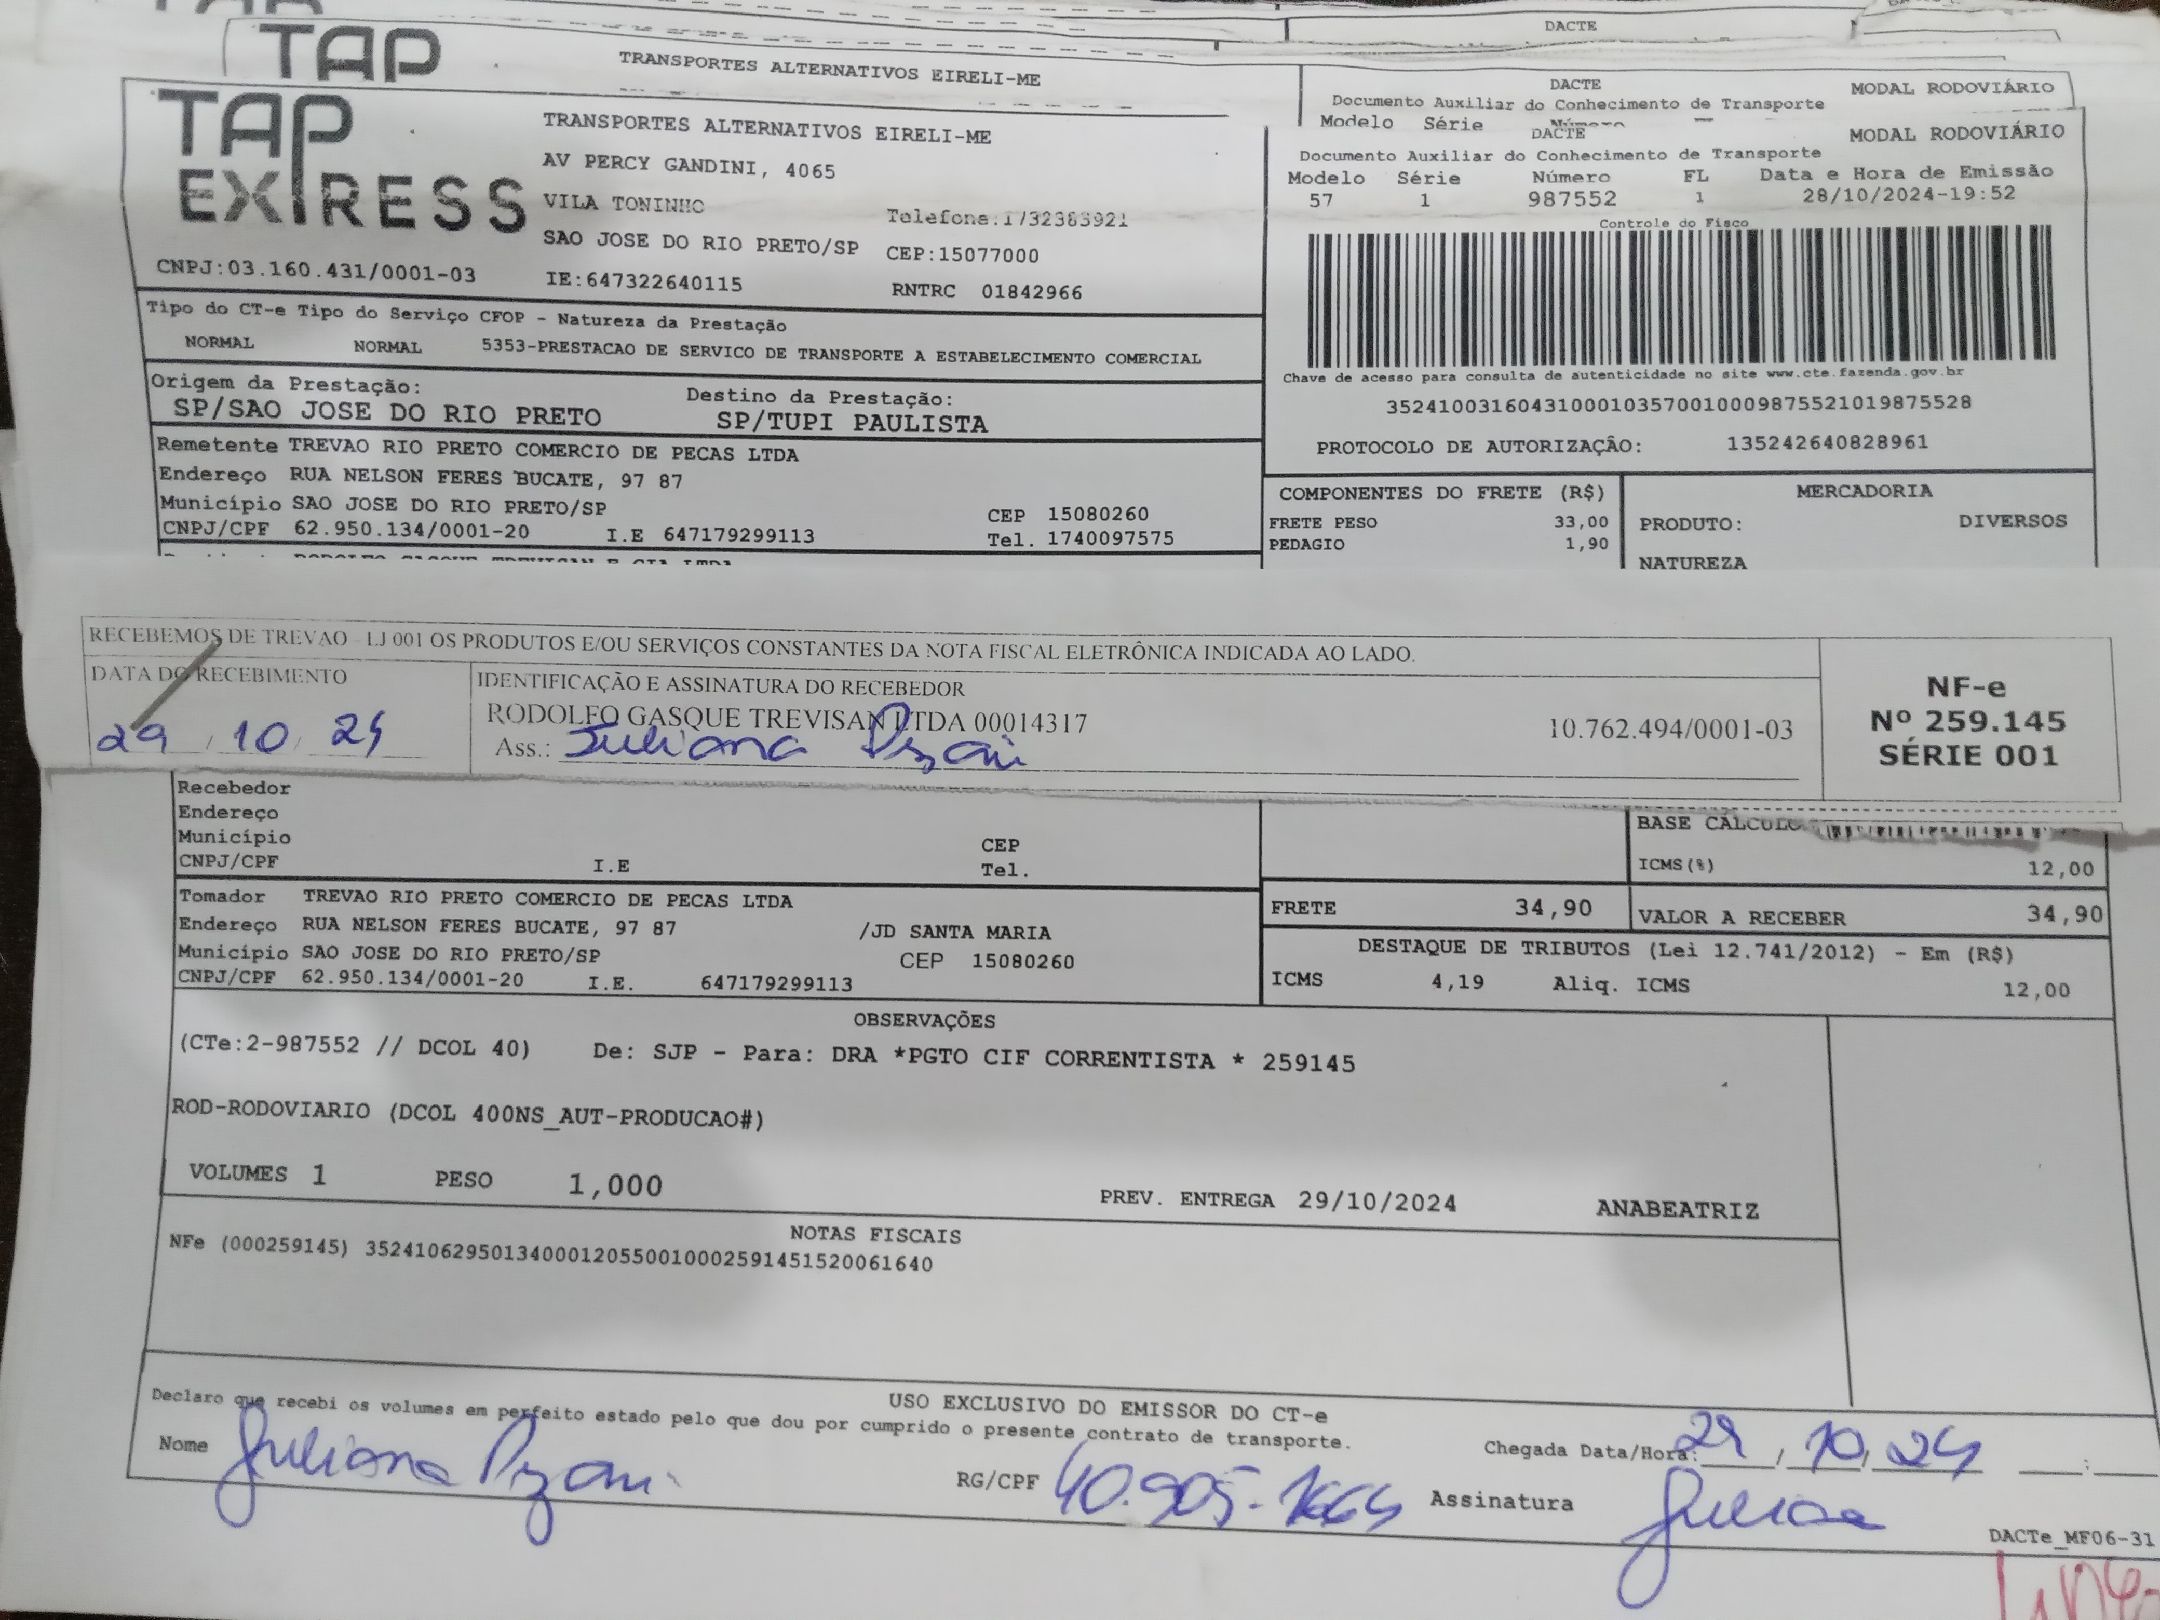 DACTE
TAP
TRANSPORTES ALTERNATIVOS EIRELI-ME
DACTE
MODAL RODOVIÁRIO
Documento Auxiliar do Conhecimento de Transporte
Modelo Série Número
TAP EXPRESS
TRANSPORTES ALTERNATIVOS EIRELI-ME
AV PERCY GANDINI, 4065
VILA TONINHO
Telefone:1732363921
SAO JOSE DO RIO PRETO/SP CEP:15077000
CNPJ:03.160.431/0001-03 IE:647322640115 RNTRC 01842966
DACTE MODAL RODOVIÁRIO
Documento Auxiliar do Conhecimento de Transporte
Modelo Série Número FL Data e Hora de Emissão
57 1 987552 1 28/10/2024-19:52
Controle do Fisco
Chave de acesso para consulta de autenticidade no site www.cte.fazenda.gov.br
35241003160431000103570010009875521019875528
PROTOCOLO DE AUTORIZAÇÃO: 135242640828961
Tipo do CT-e Tipo do Serviço CFOP - Natureza da Prestação
NORMAL NORMAL 5353-PRESTACAO DE SERVICO DE TRANSPORTE A ESTABELECIMENTO COMERCIAL
Origem da Prestação: Destino da Prestação:
SP/SAO JOSE DO RIO PRETO SP/TUPI PAULISTA
Remetente TREVAO RIO PRETO COMERCIO DE PECAS LTDA
Endereço RUA NELSON FERES BUCATE, 97 87
Município SAO JOSE DO RIO PRETO/SP CEP 15080260
CNPJ/CPF 62.950.134/0001-20 I.E 647179299113 Tel. 1740097575
COMPONENTES DO FRETE (R$) MERCADORIA
FRETE PESO 33,00 PRODUTO: DIVERSOS
PEDAGIO 1,90
NATUREZA
RECEBEMOS DE TREVAO - LJ 001 OS PRODUTOS E/OU SERVIÇOS CONSTANTES DA NOTA FISCAL ELETRÔNICA INDICADA AO LADO.
DATA DO RECEBIMENTO
29 / 10 / 24
IDENTIFICAÇÃO E ASSINATURA DO RECEBEDOR
RODOLFO GASQUE TREVISAN LTDA 00014317 10.762.494/0001-03
Ass.: Juliana
NF-e
Nº 259.145
SÉRIE 001
Recebedor
Endereço
Município CEP
CNPJ/CPF I.E Tel.
BASE CÁLCULO
ICMS(%) 12,00
Tomador TREVAO RIO PRETO COMERCIO DE PECAS LTDA
Endereço RUA NELSON FERES BUCATE, 97 87 /JD SANTA MARIA
Município SAO JOSE DO RIO PRETO/SP CEP 15080260
CNPJ/CPF 62.950.134/0001-20 I.E. 647179299113
FRETE 34,90 VALOR A RECEBER 34,90
DESTAQUE DE TRIBUTOS (Lei 12.741/2012) - Em (R$)
ICMS 4,19 Aliq. ICMS 12,00
OBSERVAÇÕES
(CTe:2-987552 // DCOL 40) De: SJP - Para: DRA *PGTO CIF CORRENTISTA * 259145
ROD-RODOVIARIO (DCOL 400NS_AUT-PRODUCAO#)
VOLUMES 1 PESO 1,000 PREV. ENTREGA 29/10/2024 ANABEATRIZ
NOTAS FISCAIS
NFe (000259145) 35241062950134000120550010002591451520061640
USO EXCLUSIVO DO EMISSOR DO CT-e
Declaro que recebi os volumes em perfeito estado pelo que dou por cumprido o presente contrato de transporte.
Nome Juliana
RG/CPF 40.905-
Chegada Data/Hora: 29 / 10 / 24 :
Assinatura Juliana
DACTe_MF06-31